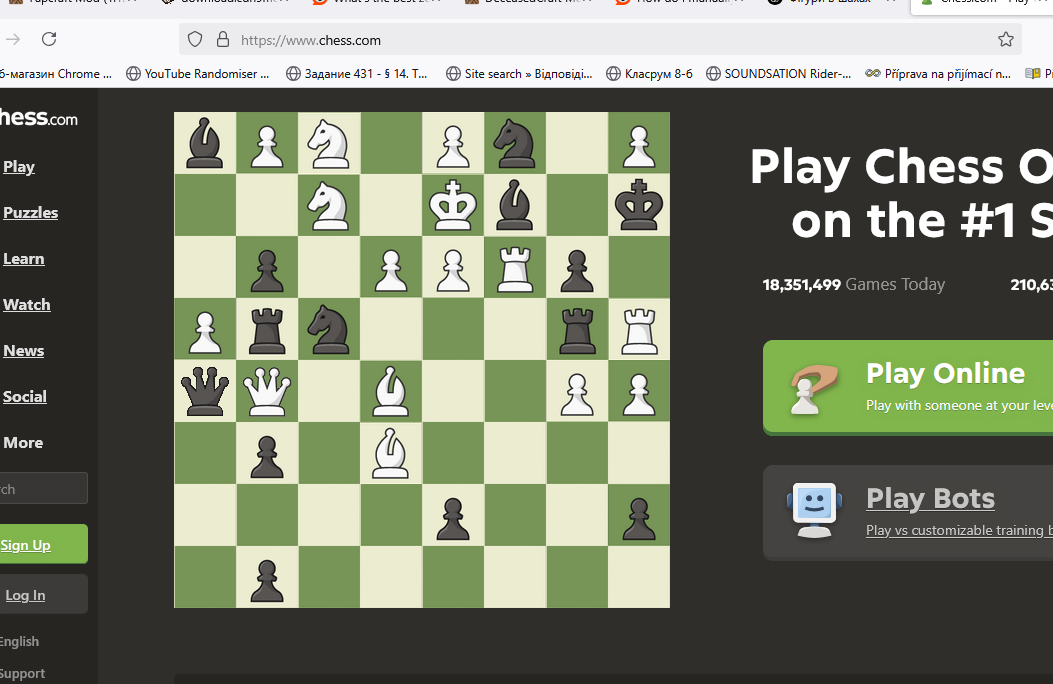 https://www.chess.com
б-магазин Chrome ...
YouTube Randomiser ...
Задание 431 - § 14. Т...
Site search » Відповіді...
Класрум 8-б
SOUNDSATION Rider-...
Příprava na přijímací n...
hess.com
Play
Puzzles
Learn
Watch
News
Social
More
rch
Sign Up
Log In
English
Support
Play Chess O
on the #1 S
18,351,499 Games Today
210,63
Play Online
Play with someone at your leve
Play Bots
Play vs customizable training b